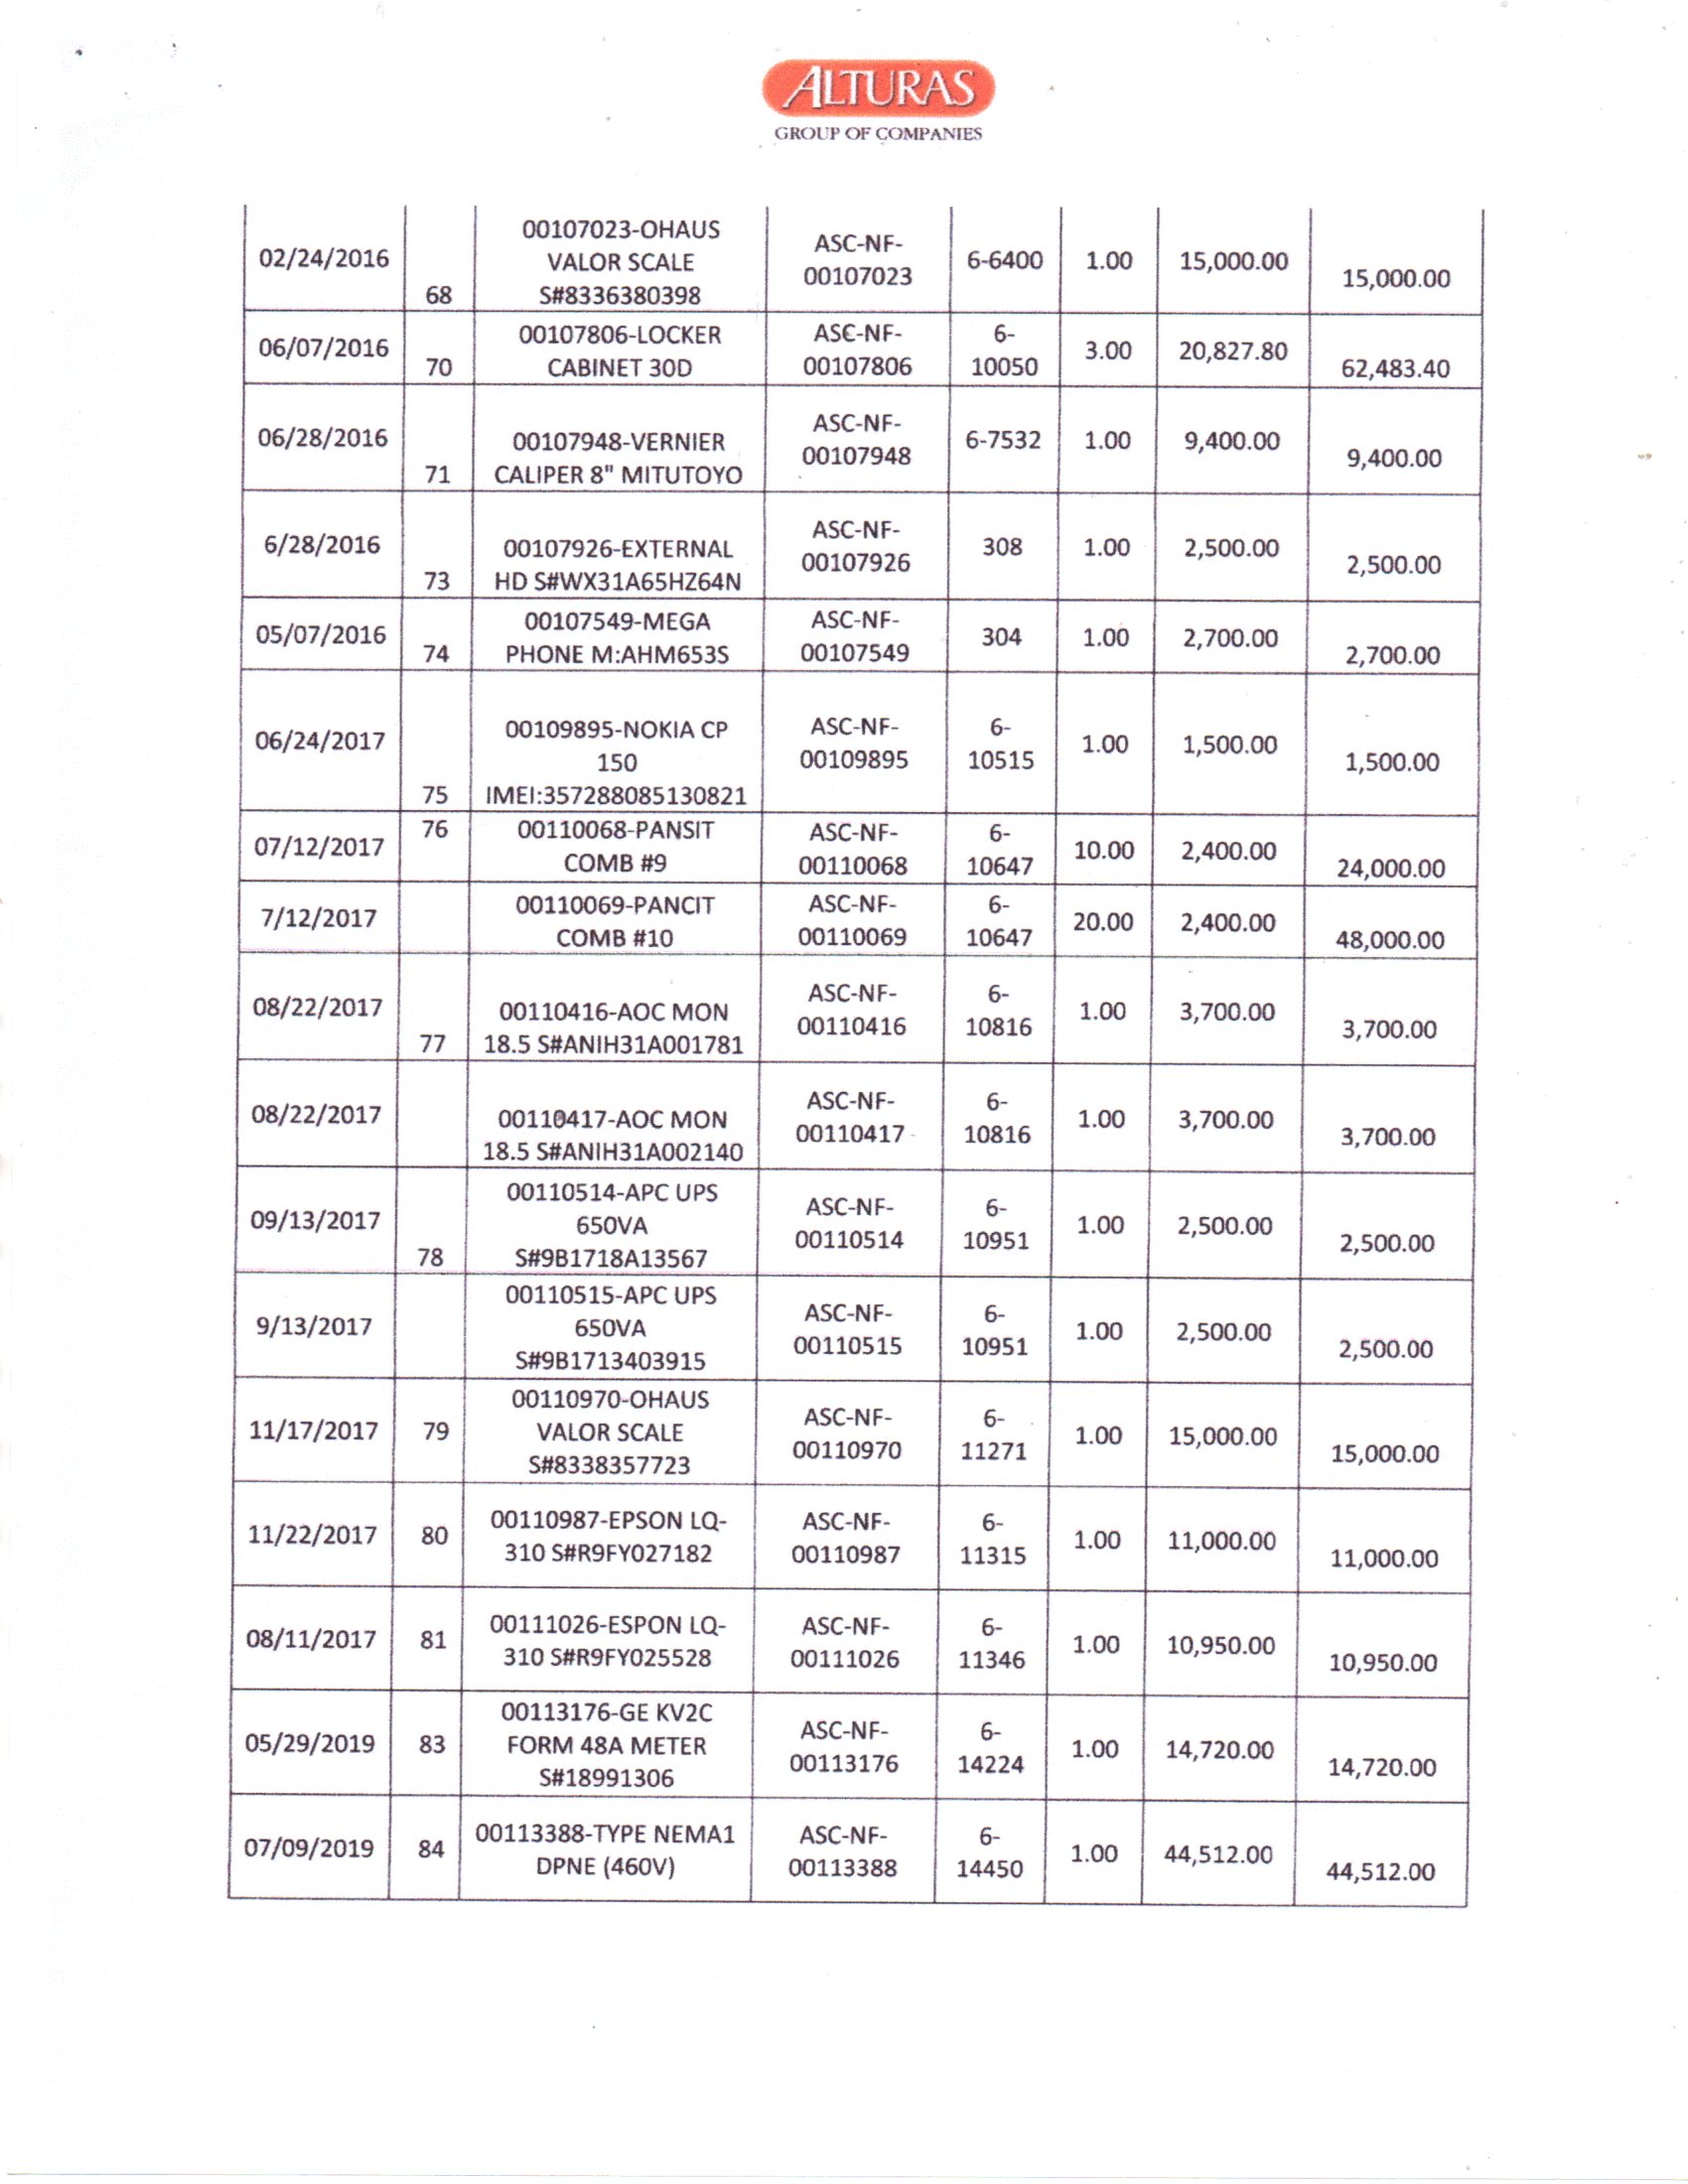 ALTURAS
GROUP OF COMPANIES
02/24/2016 68 00107023-OHAUS VALOR SCALE S#8336380398 ASC-NF-00107023 6-6400 1.00 15,000.00 15,000.00
06/07/2016 70 00107806-LOCKER CABINET 30D ASC-NF-00107806 6-10050 3.00 20,827.80 62,483.40
06/28/2016 71 00107948-VERNIER CALIPER 8" MITUTOYO ASC-NF-00107948 6-7532 1.00 9,400.00 9,400.00
6/28/2016 73 00107926-EXTERNAL HD S#WX31A65HZ64N ASC-NF-00107926 308 1.00 2,500.00 2,500.00
05/07/2016 74 00107549-MEGA PHONE M:AHM653S ASC-NF-00107549 304 1.00 2,700.00 2,700.00
06/24/2017 75 00109895-NOKIA CP 150 IMEI:357288085130821 ASC-NF-00109895 6-10515 1.00 1,500.00 1,500.00
07/12/2017 76 00110068-PANSIT COMB #9 ASC-NF-00110068 6-10647 10.00 2,400.00 24,000.00
7/12/2017 00110069-PANCIT COMB #10 ASC-NF-00110069 6-10647 20.00 2,400.00 48,000.00
08/22/2017 77 00110416-AOC MON 18.5 S#ANIH31A001781 ASC-NF-00110416 6-10816 1.00 3,700.00 3,700.00
08/22/2017 00110417-AOC MON 18.5 S#ANIH31A002140 ASC-NF-00110417 6-10816 1.00 3,700.00 3,700.00
09/13/2017 78 00110514-APC UPS 650VA S#9B1718A13567 ASC-NF-00110514 6-10951 1.00 2,500.00 2,500.00
9/13/2017 00110515-APC UPS 650VA S#9B1713403915 ASC-NF-00110515 6-10951 1.00 2,500.00 2,500.00
11/17/2017 79 00110970-OHAUS VALOR SCALE S#8338357723 ASC-NF-00110970 6-11271 1.00 15,000.00 15,000.00
11/22/2017 80 00110987-EPSON LQ-310 S#R9FY027182 ASC-NF-00110987 6-11315 1.00 11,000.00 11,000.00
08/11/2017 81 00111026-ESPON LQ-310 S#R9FY025528 ASC-NF-00111026 6-11346 1.00 10,950.00 10,950.00
05/29/2019 83 00113176-GE KV2C FORM 48A METER S#18991306 ASC-NF-00113176 6-14224 1.00 14,720.00 14,720.00
07/09/2019 84 00113388-TYPE NEMA1 DPNE (460V) ASC-NF-00113388 6-14450 1.00 44,512.00 44,512.00